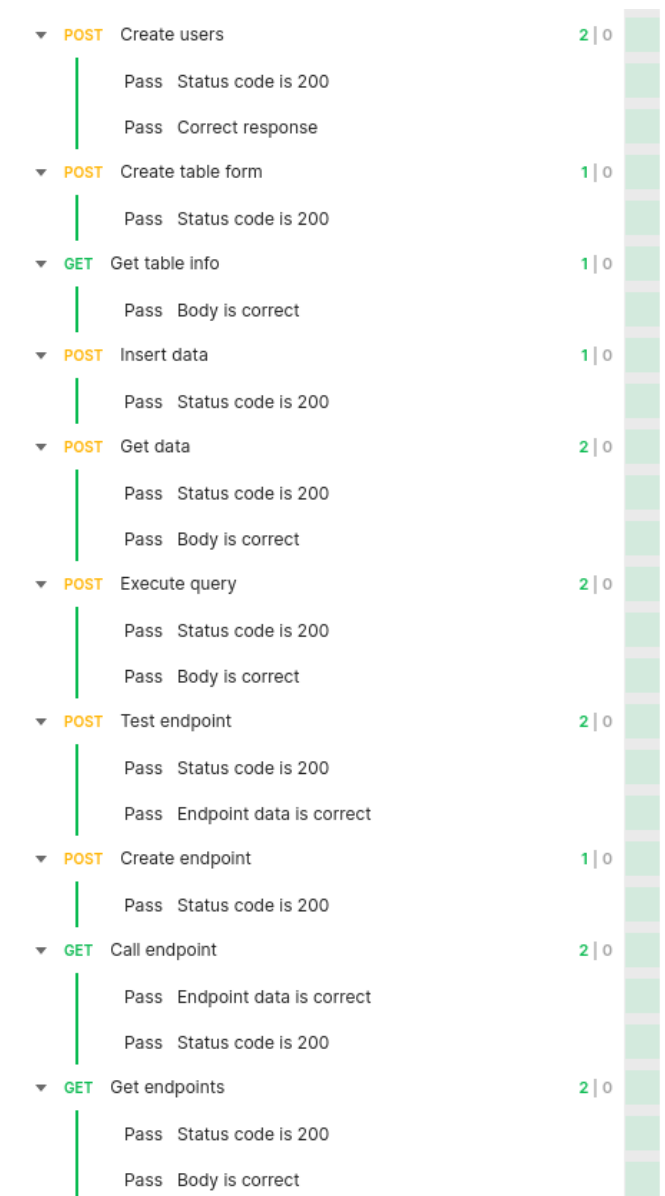 POST Create users 2 | 0
Pass Status code is 200
Pass Correct response
POST Create table form 1 | 0
Pass Status code is 200
GET Get table info 1 | 0
Pass Body is correct
POST Insert data 1 | 0
Pass Status code is 200
POST Get data 2 | 0
Pass Status code is 200
Pass Body is correct
POST Execute query 2 | 0
Pass Status code is 200
Pass Body is correct
POST Test endpoint 2 | 0
Pass Status code is 200
Pass Endpoint data is correct
POST Create endpoint 1 | 0
Pass Status code is 200
GET Call endpoint 2 | 0
Pass Endpoint data is correct
Pass Status code is 200
GET Get endpoints 2 | 0
Pass Status code is 200
Pass Body is correct